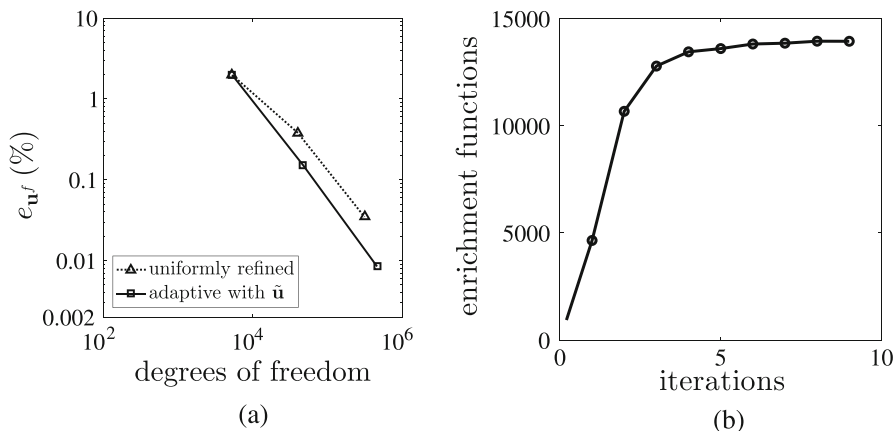 10
1
0.1
0.01
0.002
e_{u^f} (%)
uniformly refined
adaptive with ũ
10^2
10^4
10^6
degrees of freedom
(a)
15000
10000
5000
0
enrichment functions
0
5
10
iterations
(b)